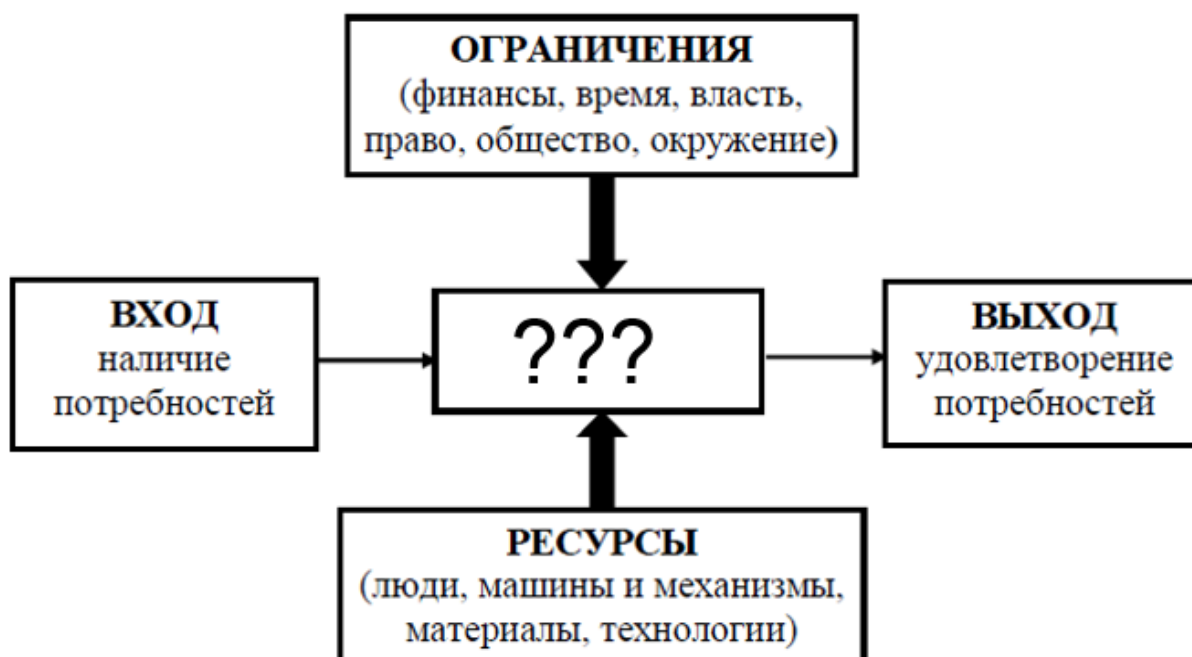 ОГРАНИЧЕНИЯ
(финансы, время, власть,
право, общество, окружение)
ВХОД
наличие
потребностей
???
ВЫХОД
удовлетворение
потребностей
РЕСУРСЫ
(люди, машины и механизмы,
материалы, технологии)